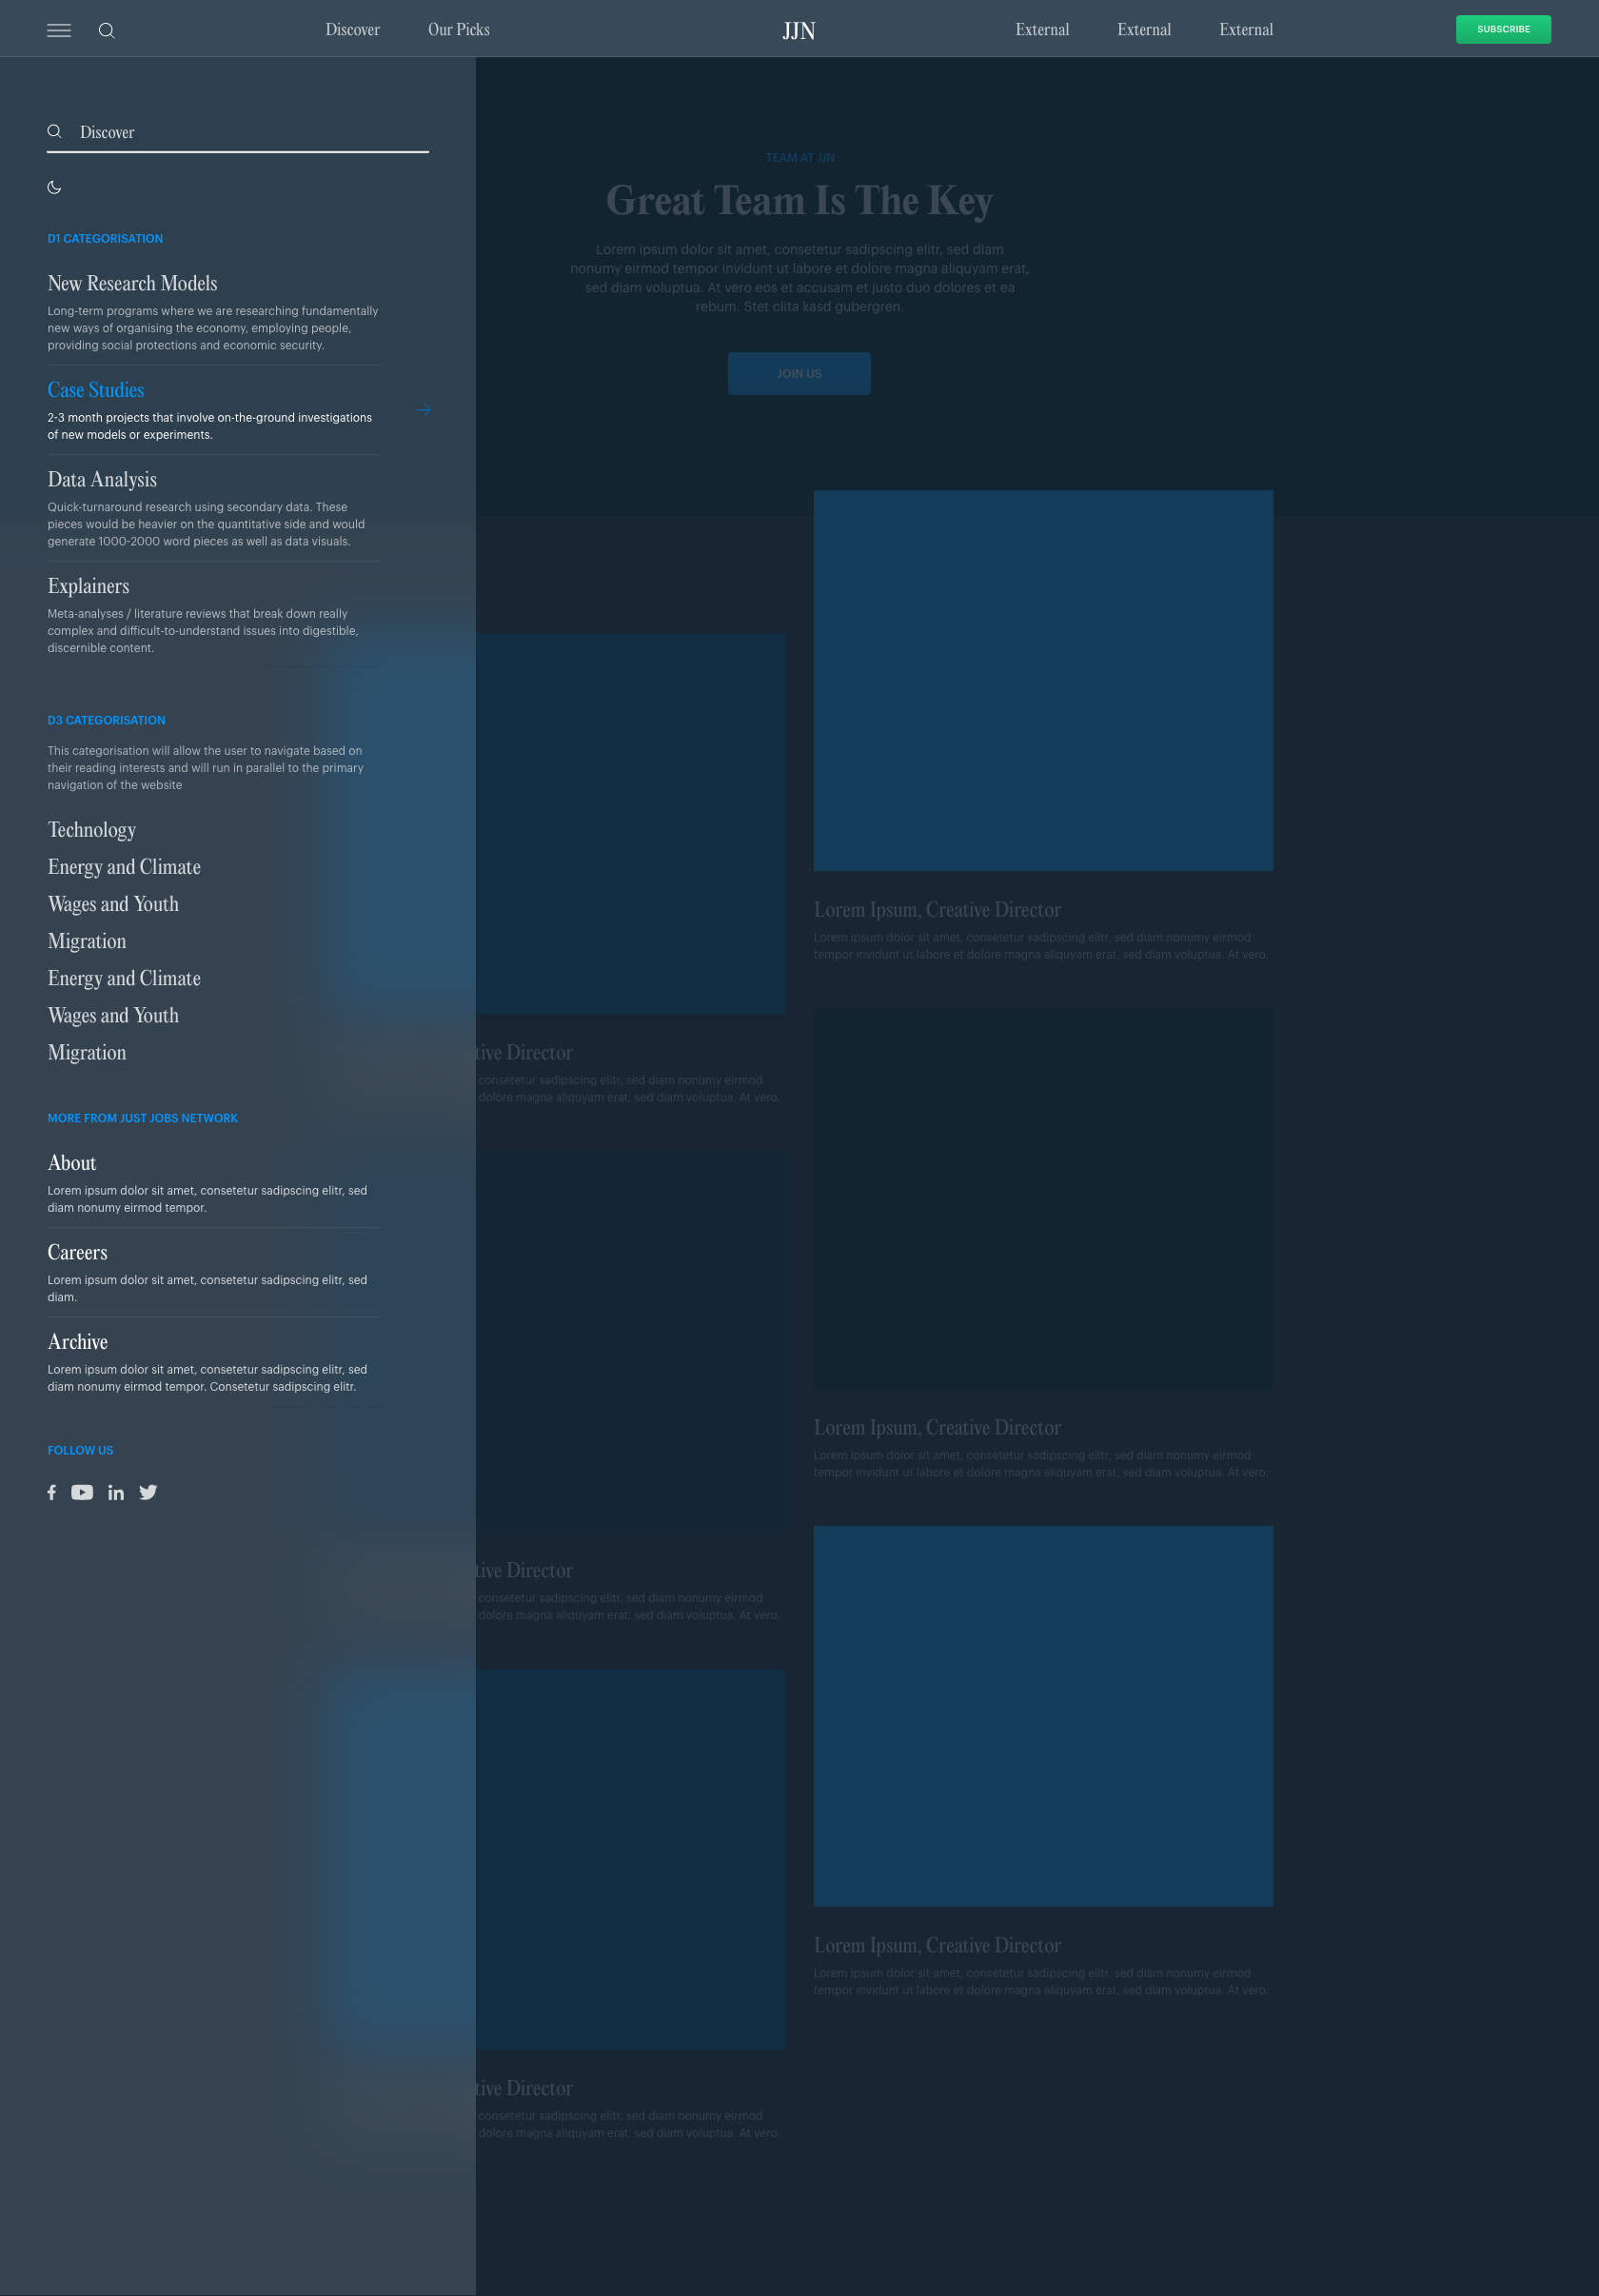 Discover
Our Picks
JJN
External
External
External
SUBSCRIBE
Discover
D1 CATEGORISATION
New Research Models
Long-term programs where we are researching fundamentally
new ways of organising the economy, employing people,
providing social protections and economic security.
Case Studies
2-3 month projects that involve on-the-ground investigations
of new models or experiments.
Data Analysis
Quick-turnaround research using secondary data. These
pieces would be heavier on the quantitative side and would
generate 1000-2000 word pieces as well as data visuals.
Explainers
Meta-analyses / literature reviews that break down really
complex and difficult-to-understand issues into digestible,
discernible content.
D3 CATEGORISATION
This categorisation will allow the user to navigate based on
their reading interests and will run in parallel to the primary
navigation of the website
Technology
Energy and Climate
Wages and Youth
Migration
Energy and Climate
Wages and Youth
Migration
MORE FROM JUST JOBS NETWORK
About
Lorem ipsum dolor sit amet, consetetur sadipscing elitr, sed
diam nonumy eirmod tempor.
Careers
Lorem ipsum dolor sit amet, consetetur sadipscing elitr, sed
diam.
Archive
Lorem ipsum dolor sit amet, consetetur sadipscing elitr, sed
diam nonumy eirmod tempor. Consetetur sadipscing elitr.
FOLLOW US
TEAM AT JJN
Great Team Is The Key
Lorem ipsum dolor sit amet, consetetur sadipscing elitr, sed diam
nonumy eirmod tempor invidunt ut labore et dolore magna aliquyam erat,
sed diam voluptua. At vero eos et accusam et justo duo dolores et ea
rebum. Stet clita kasd gubergren.
JOIN US
tive Director
consetetur sadipscing elitr, sed diam nonumy eirmod
dolore magna aliquyam erat, sed diam voluptua. At vero.
tive Director
consetetur sadipscing elitr, sed diam nonumy eirmod
dolore magna aliquyam erat, sed diam voluptua. At vero.
tive Director
consetetur sadipscing elitr, sed diam nonumy eirmod
dolore magna aliquyam erat, sed diam voluptua. At vero.
Lorem Ipsum, Creative Director
Lorem ipsum dolor sit amet, consetetur sadipscing elitr, sed diam nonumy eirmod
tempor invidunt ut labore et dolore magna aliquyam erat, sed diam voluptua. At vero.
Lorem Ipsum, Creative Director
Lorem ipsum dolor sit amet, consetetur sadipscing elitr, sed diam nonumy eirmod
tempor invidunt ut labore et dolore magna aliquyam erat, sed diam voluptua. At vero.
Lorem Ipsum, Creative Director
Lorem ipsum dolor sit amet, consetetur sadipscing elitr, sed diam nonumy eirmod
tempor invidunt ut labore et dolore magna aliquyam erat, sed diam voluptua. At vero.